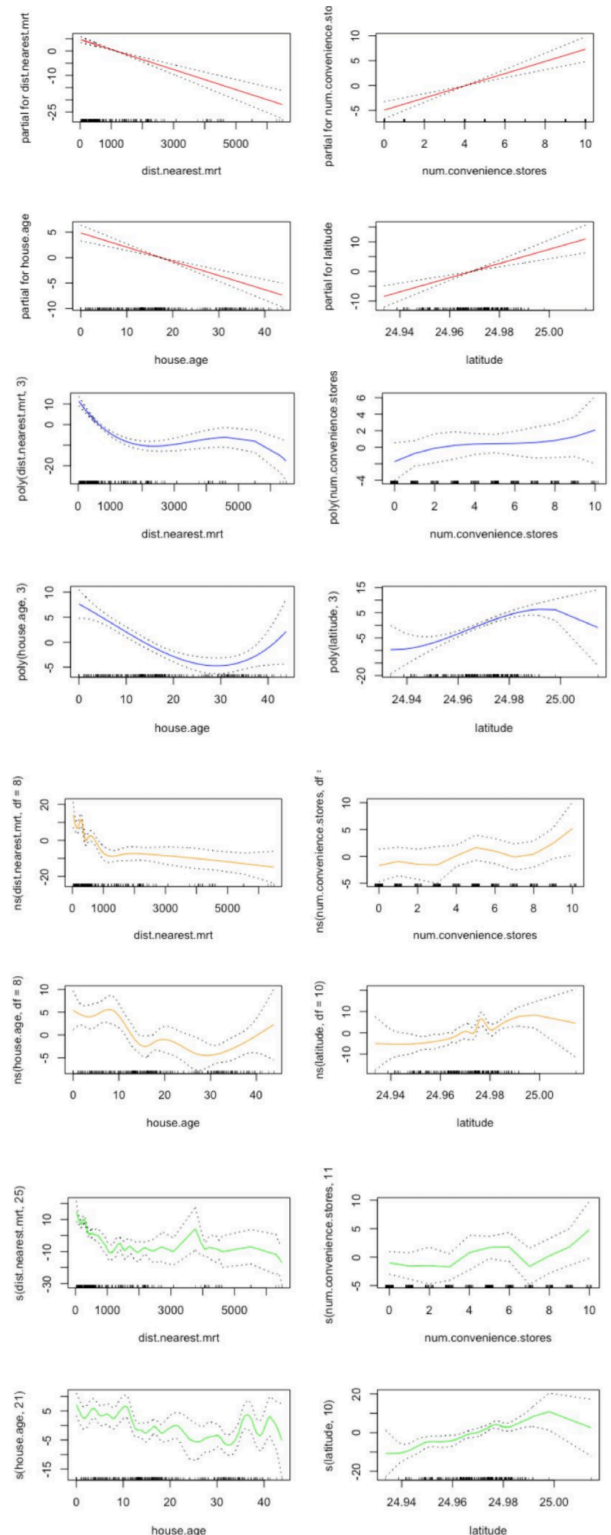 partial for dist.nearest.mrt
0
-10
-25
0 1000 3000 5000
dist.nearest.mrt
partial for num.convenience.sto
10
5
0
-5
0 2 4 6 8 10
num.convenience.stores
partial for house.age
5
0
-5
-10
0 10 20 30 40
house.age
partial for latitude
10
0
-10
24.94 24.96 24.98 25.00
latitude
poly(dist.nearest.mrt, 3)
10
0
-20
0 1000 3000 5000
dist.nearest.mrt
poly(num.convenience.stores
6
4
2
0
-4
0 2 4 6 8 10
num.convenience.stores
poly(house.age, 3)
10
5
0
-5
0 10 20 30 40
house.age
poly(latitude, 3)
15
5
-5
-20
24.94 24.96 24.98 25.00
latitude
ns(dist.nearest.mrt, df = 8)
20
0
-20
0 1000 3000 5000
dist.nearest.mrt
ns(num.convenience.stores, df
10
5
0
-5
0 2 4 6 8 10
num.convenience.stores
ns(house.age, df = 8)
10
5
0
-5
0 10 20 30 40
house.age
ns(latitude, df = 10)
20
10
0
-10
24.94 24.96 24.98 25.00
latitude
s(dist.nearest.mrt, 25)
10
-10
-30
0 1000 3000 5000
dist.nearest.mrt
s(num.convenience.stores, 11
10
5
0
-5
0 2 4 6 8 10
num.convenience.stores
s(house.age, 21)
5
-5
-15
0 10 20 30 40
house.age
s(latitude, 10)
20
0
-20
24.94 24.96 24.98 25.00
latitude